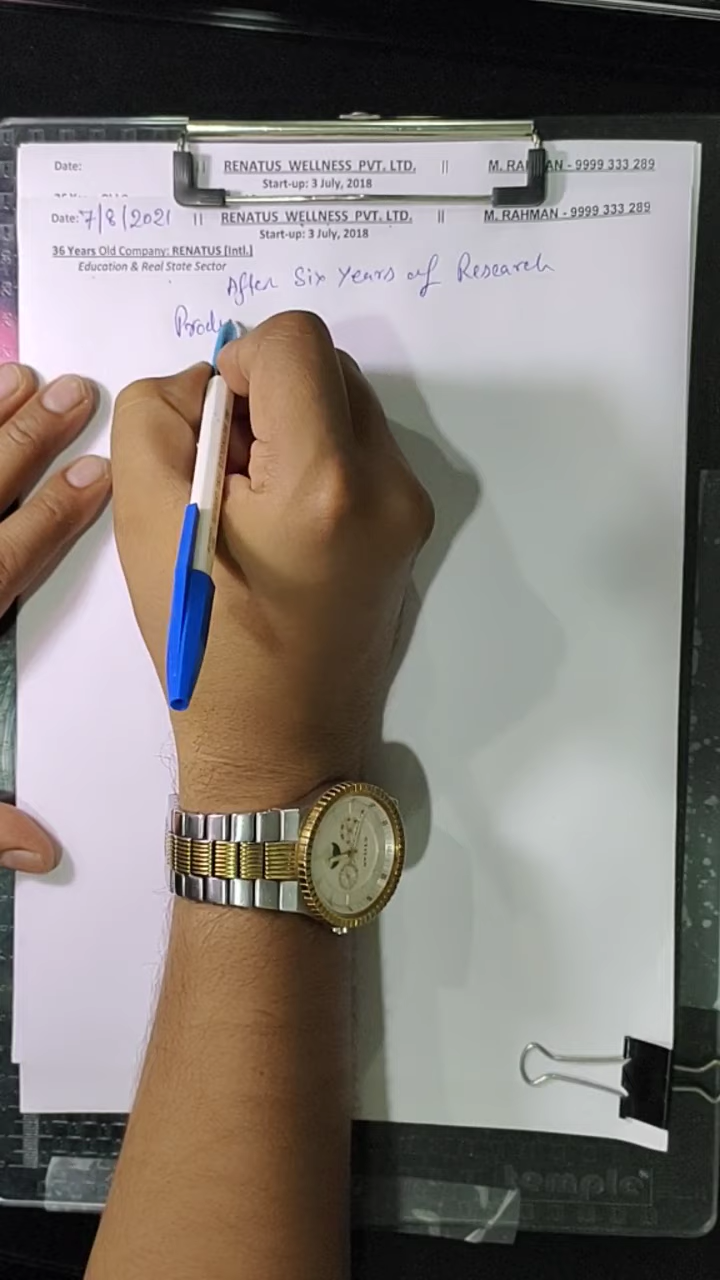 Date: || RENATUS WELLNESS PVT. LTD. || M. RAHMAN - 9999 333 289
Start-up: 3 July, 2018
Date: 7/8/2021 || RENATUS WELLNESS PVT. LTD. || M. RAHMAN - 9999 333 289
Start-up: 3 July, 2018
36 Years Old Company: RENATUS [Intl.]
Education & Real State Sector
After Six Years of Research
Produ
temple